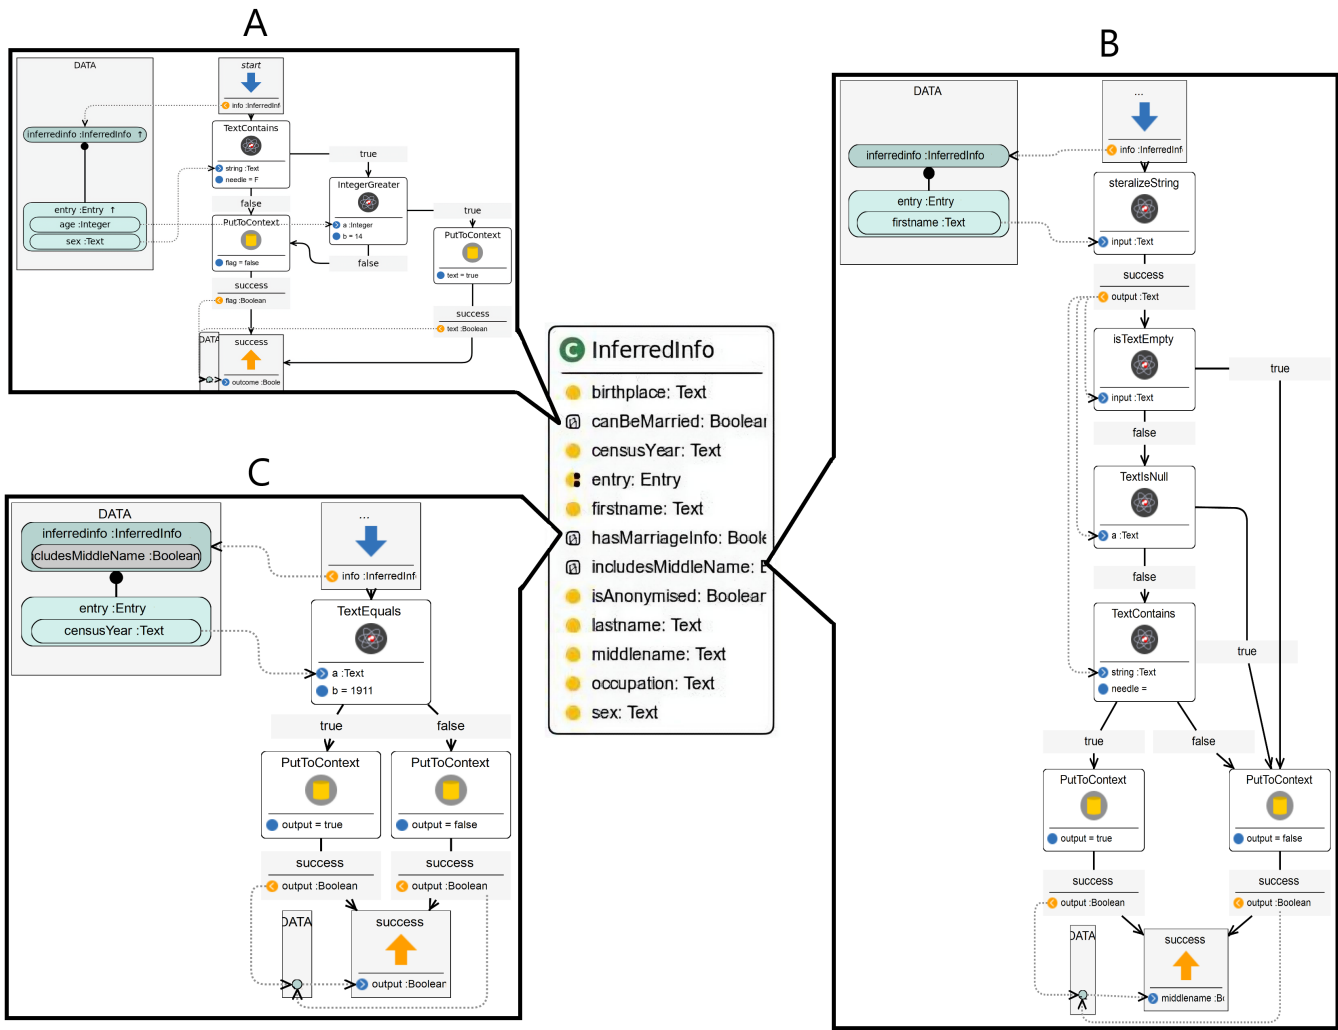 A
DATA
start
info :InferredInf
inferredinfo :InferredInfo ↑
TextContains
string :Text
needle = F
true
IntegerGreater
a :Integer
b = 14
false
entry :Entry ↑
age :Integer
sex :Text
PutToContext
flag = false
true
PutToContext
text = true
false
success
flag :Boolean
success
text :Boolean
DATA
success
outcome :Boole
B
DATA
...
info :InferredInf
inferredinfo :InferredInfo
entry :Entry
firstname :Text
steralizeString
input :Text
success
output :Text
isTextEmpty
input :Text
true
false
TextIsNull
a :Text
false
TextContains
string :Text
needle =
true
true
false
PutToContext
output = true
PutToContext
output = false
success
output :Boolean
success
output :Boolean
DATA
success
middlename :Bo
C InferredInfo
birthplace: Text
canBeMarried: Boolean
censusYear: Text
entry: Entry
firstname: Text
hasMarriageInfo: Boole
includesMiddleName: B
isAnonymised: Boolean
lastname: Text
middlename: Text
occupation: Text
sex: Text
C
DATA
inferredinfo :InferredInfo
cludesMiddleName :Boolean
entry :Entry
censusYear :Text
...
info :InferredInf
TextEquals
a :Text
b = 1911
true
false
PutToContext
output = true
PutToContext
output = false
success
output :Boolean
success
output :Boolean
DATA
success
output :Boolean